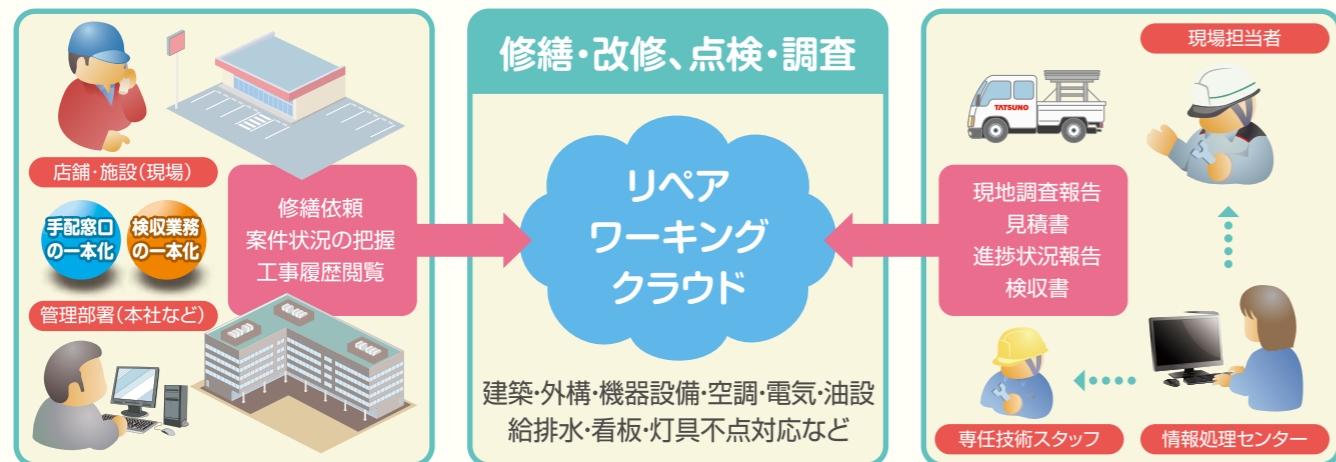 店舗・施設(現場)
手配窓口
の一本化
検収業務
の一本化
管理部署(本社など)
修繕依頼
案件状況の把握
工事履歴閲覧
修繕・改修、点検・調査
リペア
ワーキング
クラウド
建築・外構・機器設備・空調・電気・油設
給排水・看板・灯具不点対応など
現場担当者
TATSUNO
現地調査報告
見積書
進捗状況報告
検収書
専任技術スタッフ
情報処理センター